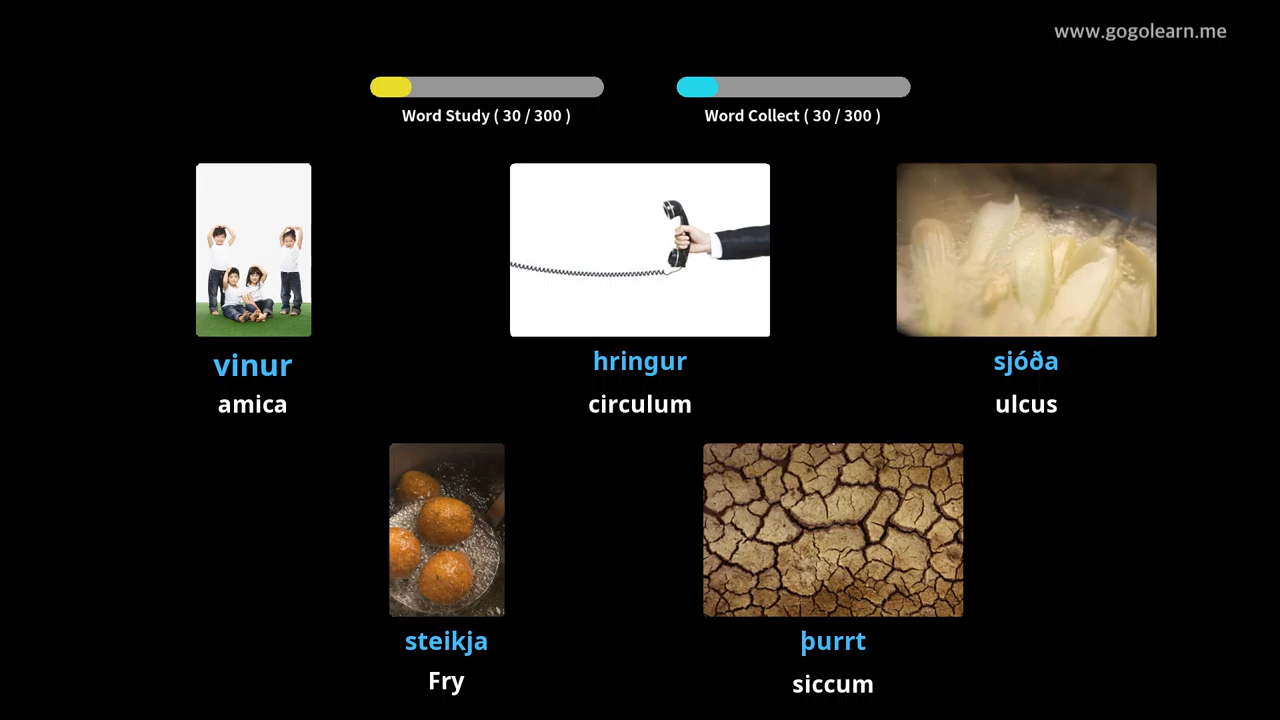 www.gogolearn.me
Word Study ( 30 / 300 )
Word Collect ( 30 / 300 )
vinur
amica
hringur
circulum
sjóða
ulcus
steikja
Fry
þurrt
siccum